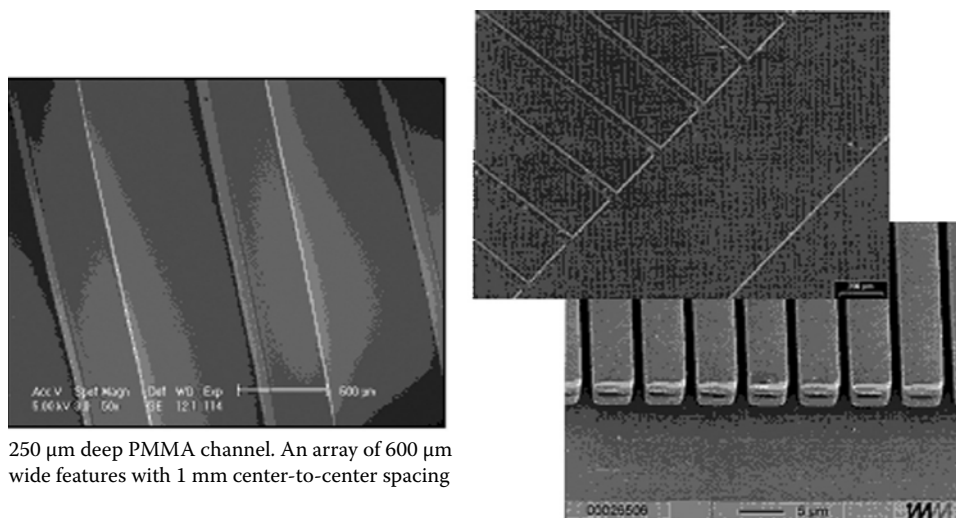 Acc.V Spot Magn Det WD Exp
5.00 kV 3.0 50x SE 12.1 114
600 µm
250 µm deep PMMA channel. An array of 600 µm
wide features with 1 mm center-to-center spacing
00026506
5 µm